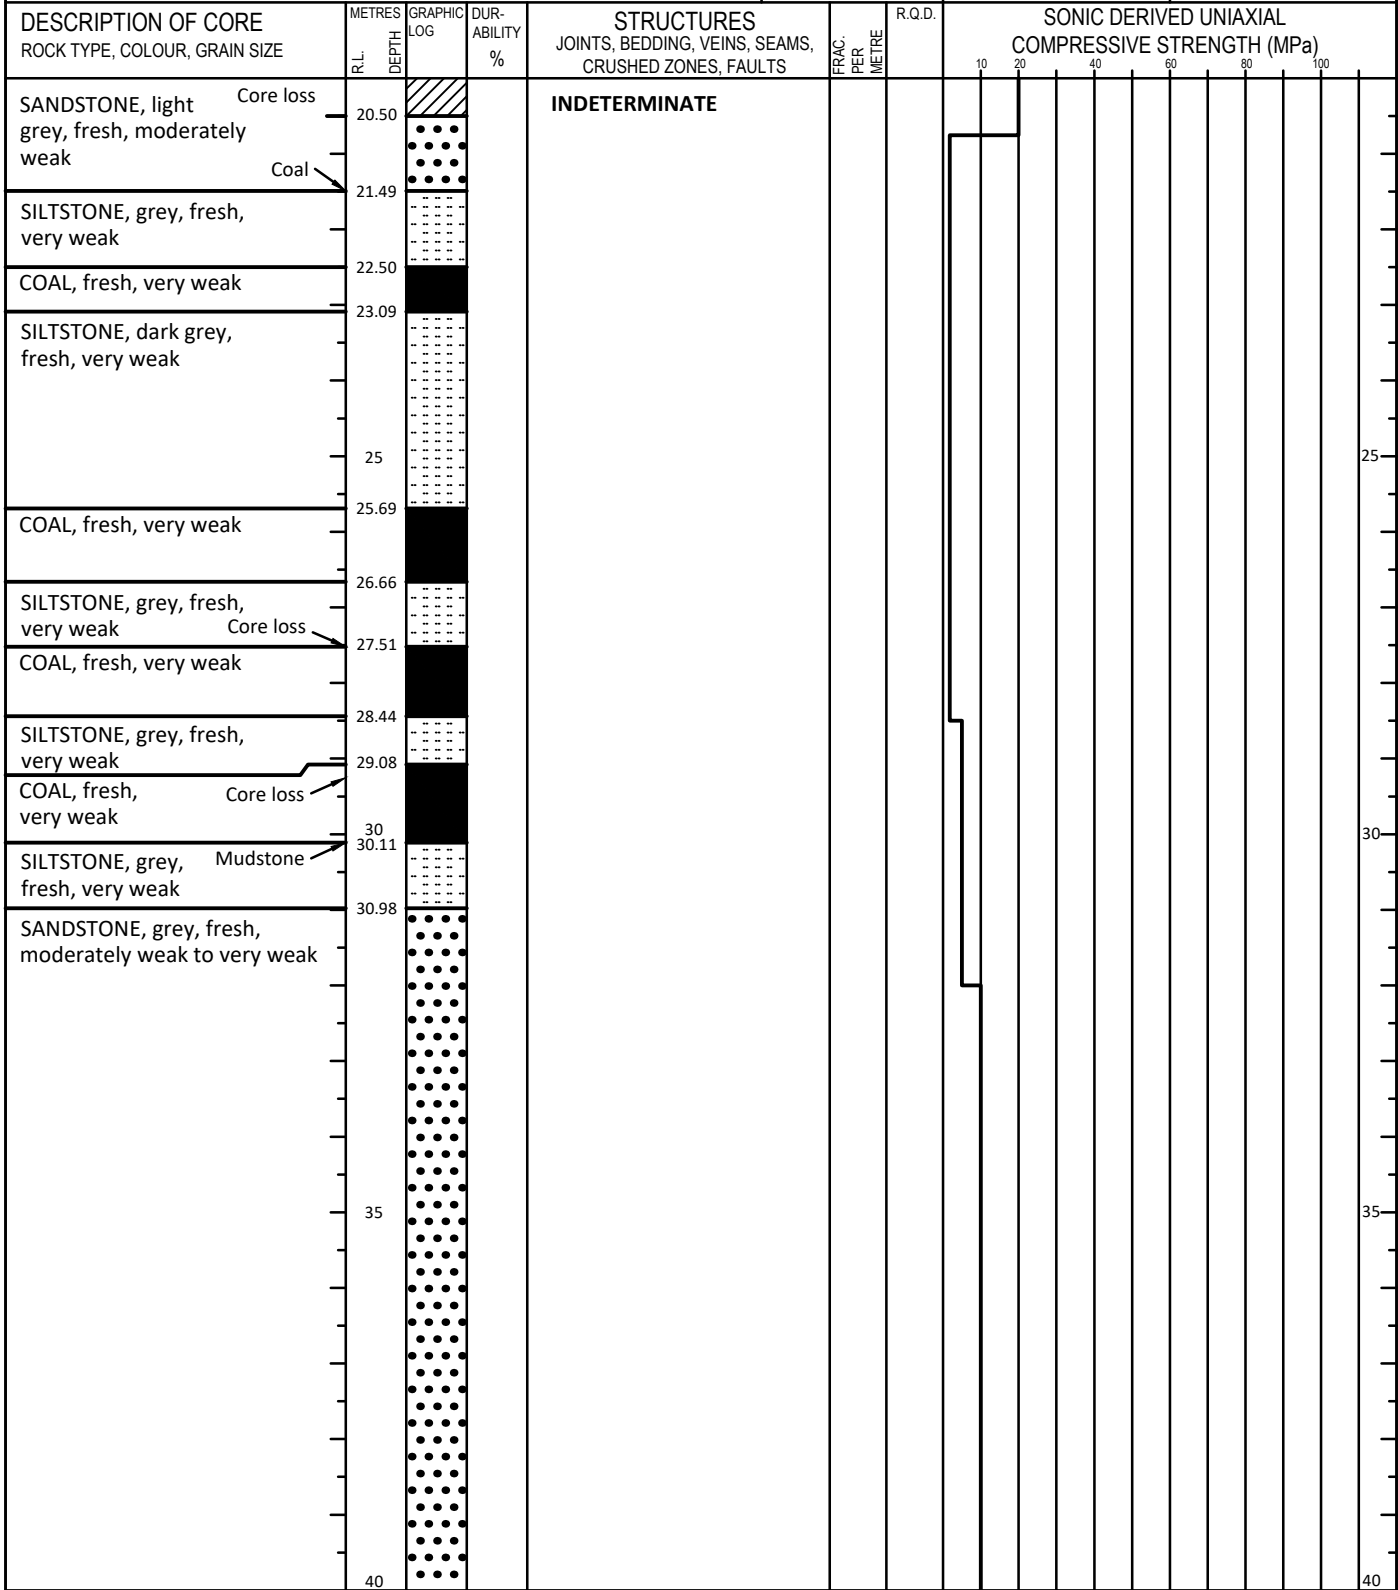 DESCRIPTION OF CORE
ROCK TYPE, COLOUR, GRAIN SIZE
METRES
R.L.
DEPTH
GRAPHIC
LOG
DUR-
ABILITY
%
STRUCTURES
JOINTS, BEDDING, VEINS, SEAMS,
CRUSHED ZONES, FAULTS
FRAC.
PER
METRE
R.Q.D.
SONIC DERIVED UNIAXIAL
COMPRESSIVE STRENGTH (MPa)
10 20 40 60 80 100
Core loss
SANDSTONE, light
grey, fresh, moderately
weak
INDETERMINATE
20.50
Coal
21.49
SILTSTONE, grey, fresh,
very weak
22.50
COAL, fresh, very weak
23.09
SILTSTONE, dark grey,
fresh, very weak
25
25
25.69
COAL, fresh, very weak
26.66
SILTSTONE, grey, fresh,
very weak
Core loss
27.51
COAL, fresh, very weak
28.44
SILTSTONE, grey, fresh,
very weak
29.08
COAL, fresh,
very weak
Core loss
30
30
30.11
SILTSTONE, grey,
fresh, very weak
Mudstone
30.98
SANDSTONE, grey, fresh,
moderately weak to very weak
35
35
40
40